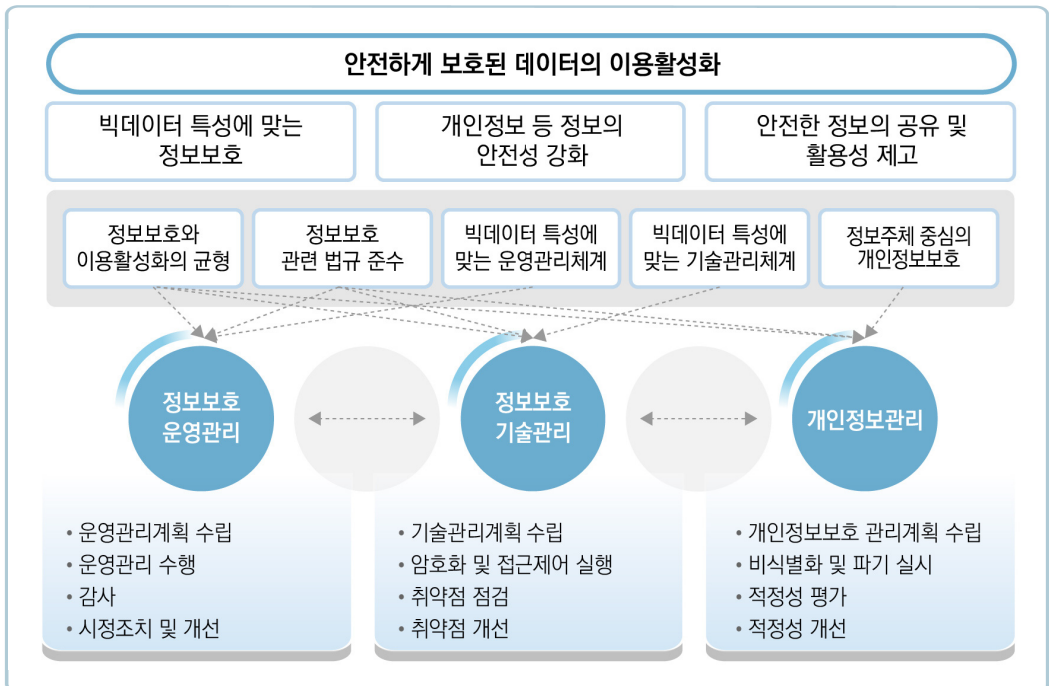 안전하게 보호된 데이터의 이용활성화
빅데이터 특성에 맞는
정보보호
개인정보 등 정보의
안전성 강화
안전한 정보의 공유 및
활용성 제고
정보보호와
이용활성화의 균형
정보보호
관련 법규 준수
빅데이터 특성에
맞는 운영관리체계
빅데이터 특성에
맞는 기술관리체계
정보주체 중심의
개인정보보호
정보보호
운영관리
정보보호
기술관리
개인정보관리
• 운영관리계획 수립
• 운영관리 수행
• 감사
• 시정조치 및 개선
• 기술관리계획 수립
• 암호화 및 접근제어 실행
• 취약점 점검
• 취약점 개선
• 개인정보보호 관리계획 수립
• 비식별화 및 파기 실시
• 적정성 평가
• 적정성 개선